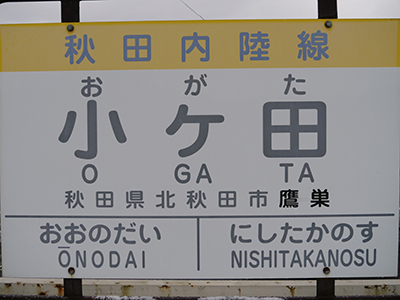 秋田内陸線
おがた
小ケ田
O GA TA
秋田県北秋田市鷹巣
おおのだい にしたかのす
ŌNODAI NISHITAKANOSU